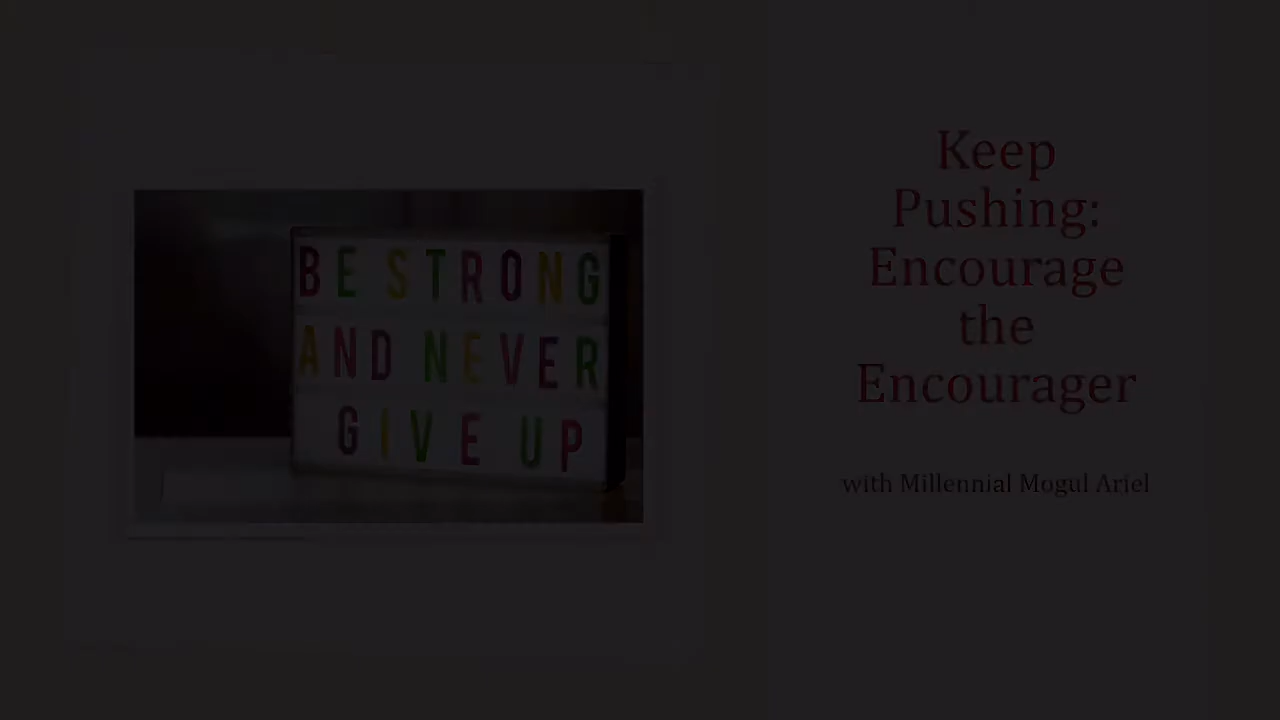 BE STRONG
AND NEVER
GIVE UP
Keep
Pushing:
Encourage
the
Encourager
with Millennial Mogul Ariel